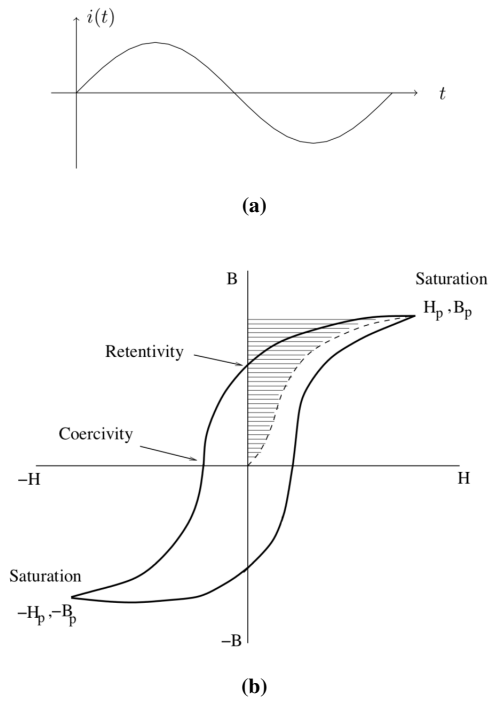 i(t)
t
(a)
B
Saturation
Hp ,Bp
Retentivity
Coercivity
−H
H
Saturation
−Hp ,−Bp
−B
(b)